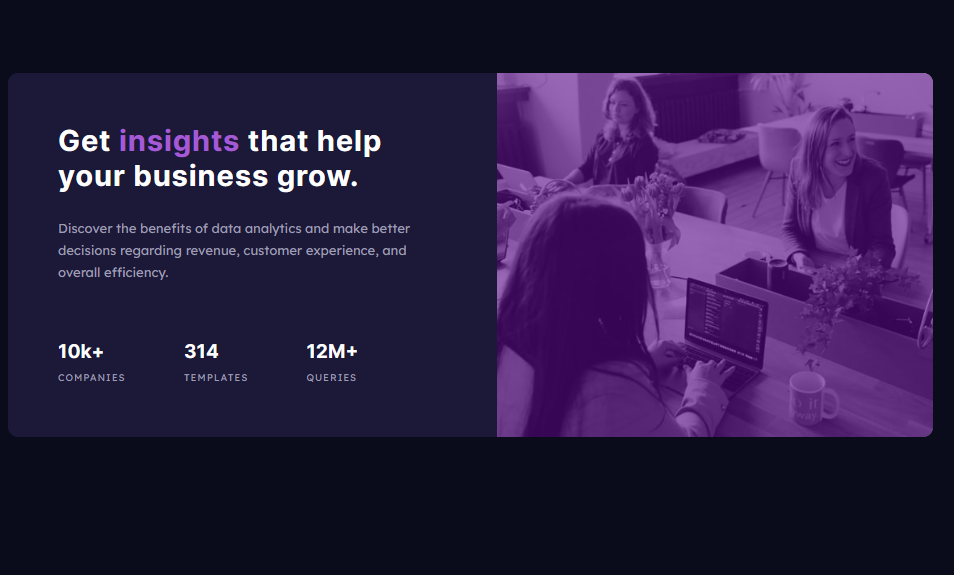 Get insights that help
your business grow.
Discover the benefits of data analytics and make better
decisions regarding revenue, customer experience, and
overall efficiency.
10k+ 314 12M+
COMPANIES TEMPLATES QUERIES